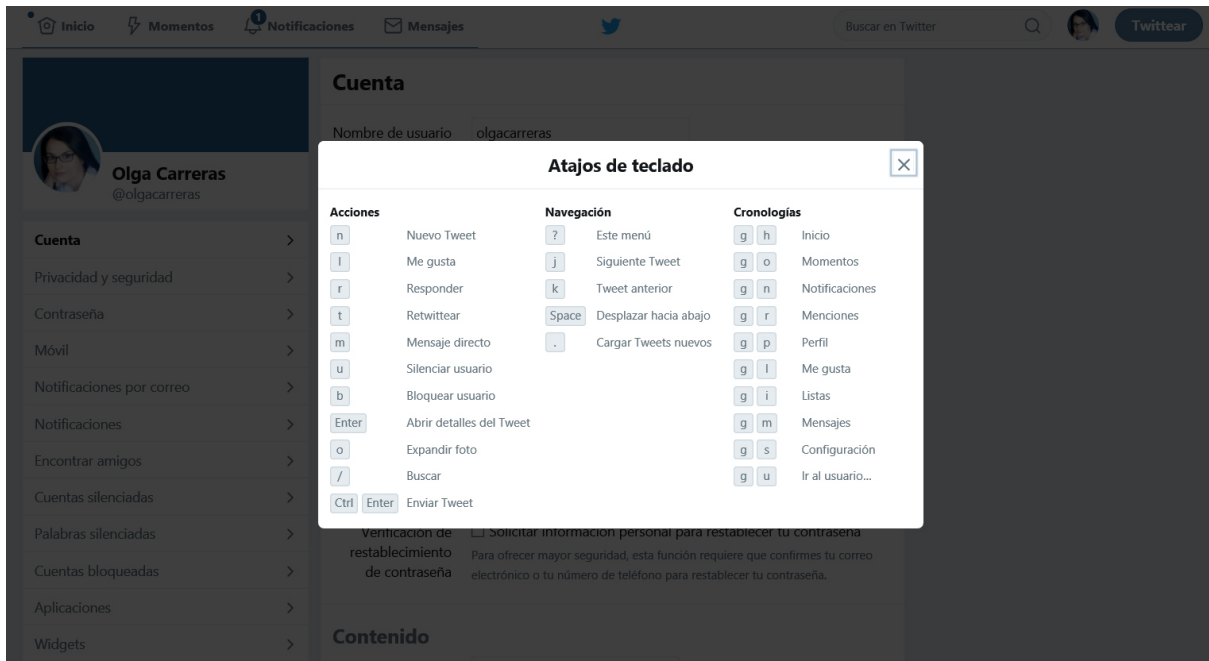 Inicio
Momentos
1
Notificaciones
Mensajes
Buscar en Twitter
Twittear
Olga Carreras
@olgacarreras
Cuenta
Privacidad y seguridad
Contraseña
Móvil
Notificaciones por correo
Notificaciones
Encontrar amigos
Cuentas silenciadas
Palabras silenciadas
Cuentas bloqueadas
Aplicaciones
Widgets
Cuenta
Nombre de usuario olgacarreras
Atajos de teclado
Acciones
n Nuevo Tweet
l Me gusta
r Responder
t Retwittear
m Mensaje directo
u Silenciar usuario
b Bloquear usuario
Enter Abrir detalles del Tweet
o Expandir foto
/ Buscar
Ctrl Enter Enviar Tweet
Navegación
? Este menú
j Siguiente Tweet
k Tweet anterior
Space Desplazar hacia abajo
. Cargar Tweets nuevos
Cronologías
g h Inicio
g o Momentos
g n Notificaciones
g r Menciones
g p Perfil
g l Me gusta
g i Listas
g m Mensajes
g s Configuración
g u Ir al usuario...
Verificación de
restablecimiento
de contraseña
Solicitar información personal para restablecer tu contraseña
Para ofrecer mayor seguridad, esta función requiere que confirmes tu correo
electrónico o tu número de teléfono para restablecer tu contraseña.
Contenido